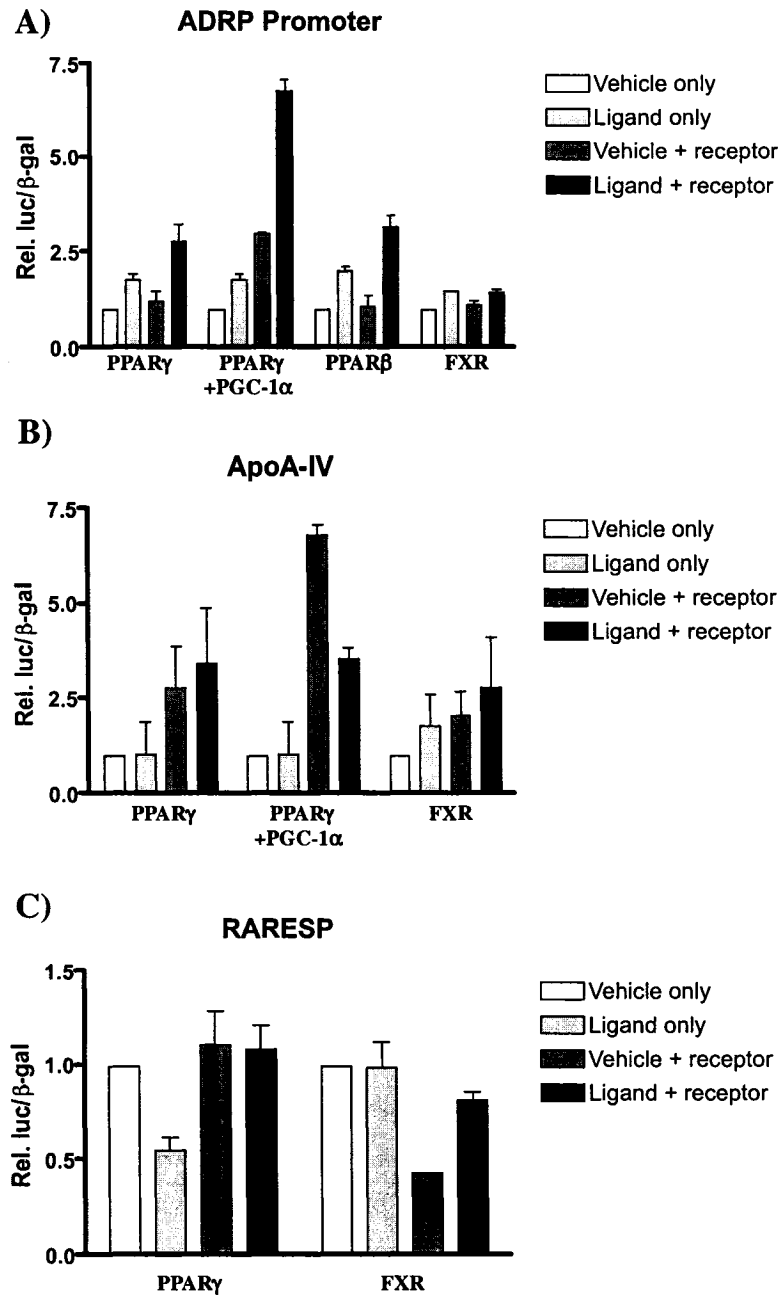 A)
ADRP Promoter
Rel. luc/β-gal
7.5
5.0
2.5
0.0
PPARγ
PPARγ
+PGC-1α
PPARβ
FXR
Vehicle only
Ligand only
Vehicle + receptor
Ligand + receptor
B)
ApoA-IV
Rel. luc/β-gal
7.5
5.0
2.5
0.0
PPARγ
PPARγ
+PGC-1α
FXR
Vehicle only
Ligand only
Vehicle + receptor
Ligand + receptor
C)
RARESP
Rel. luc/β-gal
1.5
1.0
0.5
0.0
PPARγ
FXR
Vehicle only
Ligand only
Vehicle + receptor
Ligand + receptor